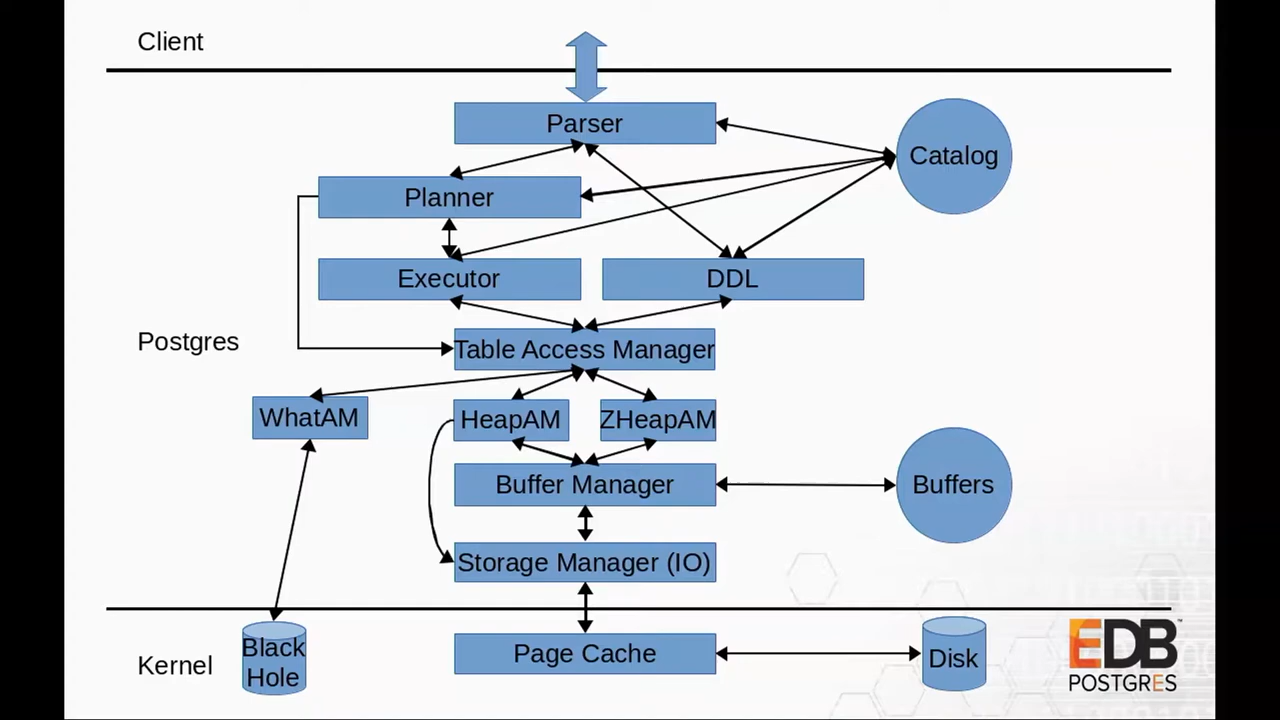 Client
Parser
Catalog
Planner
Executor
DDL
Postgres
Table Access Manager
WhatAM
HeapAM
ZHeapAM
Buffer Manager
Buffers
Storage Manager (IO)
Black
Hole
Kernel
Page Cache
Disk
EDB™
POSTGRES